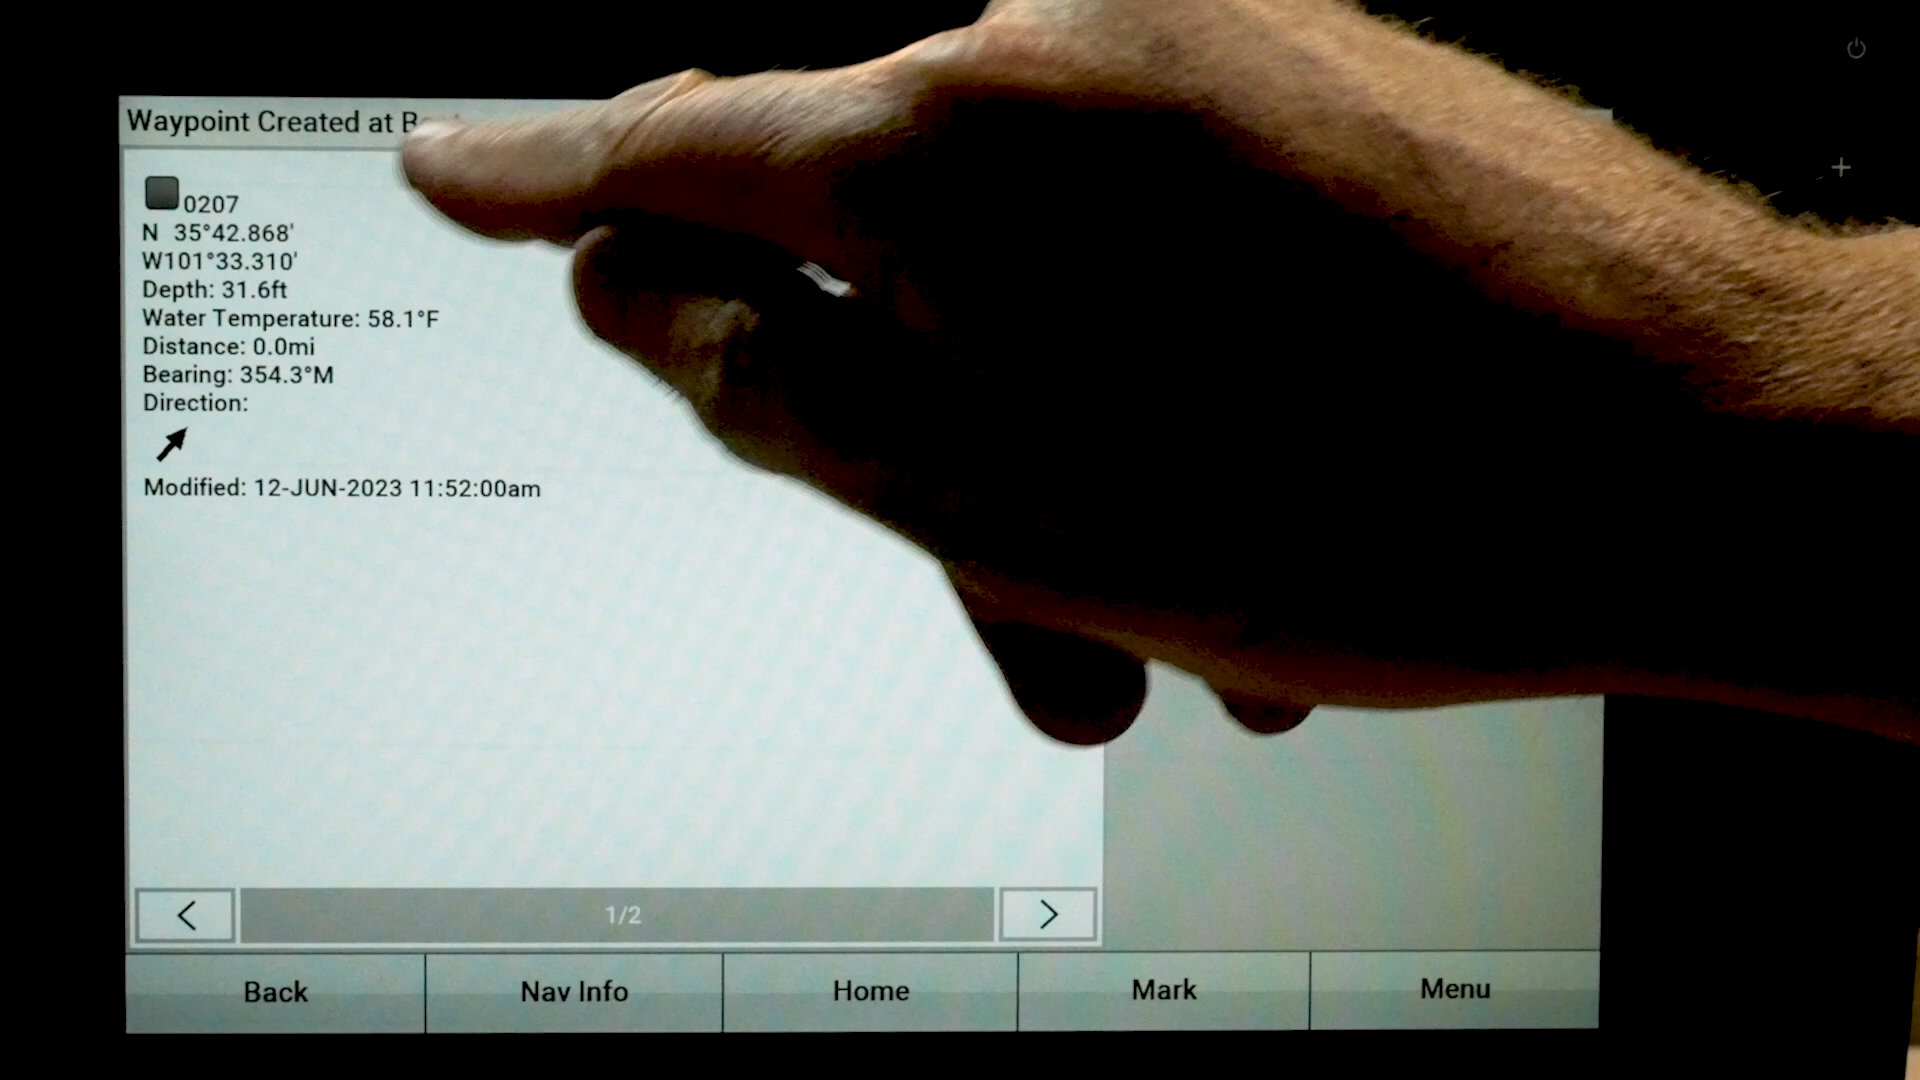 Waypoint Created at
0207
N 35°42.868'
W101°33.310'
Depth: 31.6ft
Water Temperature: 58.1°F
Distance: 0.0mi
Bearing: 354.3°M
Direction:
Modified: 12-JUN-2023 11:52:00am
< 1/2 >
Back Nav Info Home Mark Menu